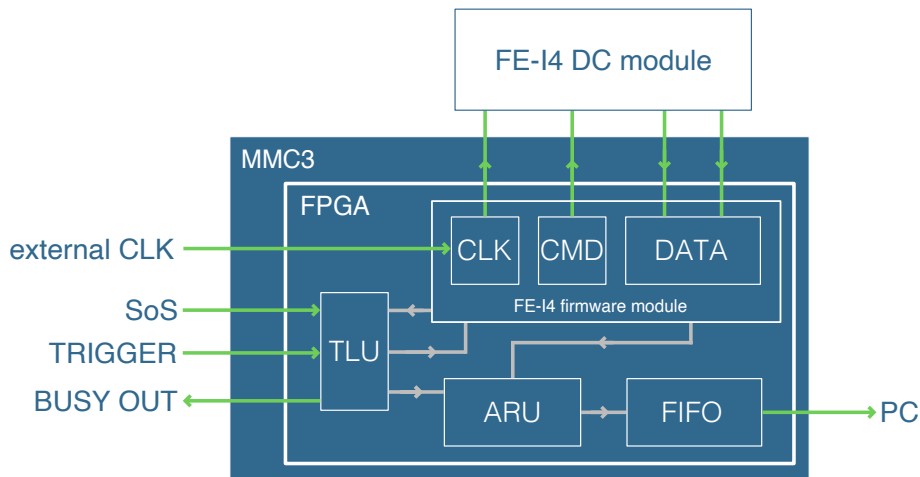 FE-I4 DC module
MMC3
FPGA
external CLK
CLK
CMD
DATA
FE-I4 firmware module
SoS
TRIGGER
BUSY OUT
TLU
ARU
FIFO
PC